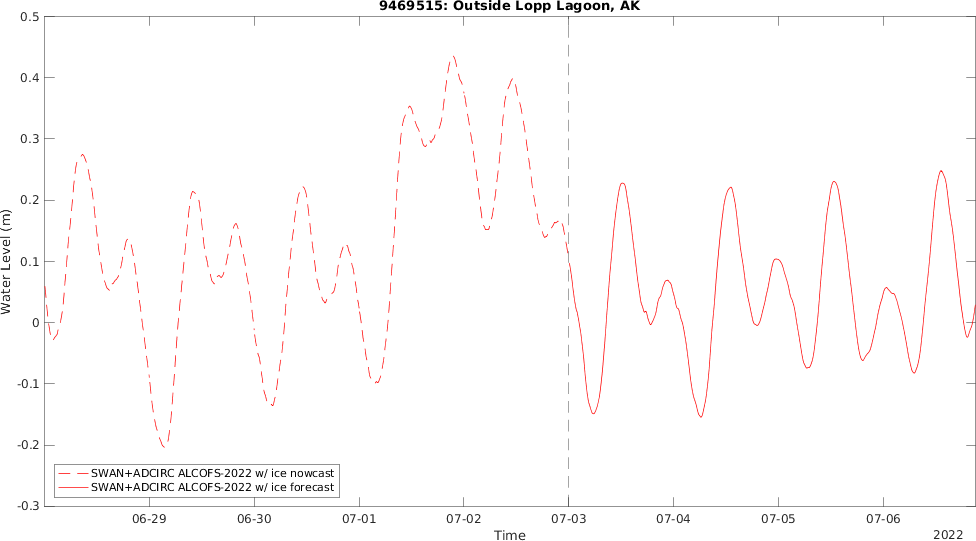 9469515: Outside Lopp Lagoon, AK
0.5
0.4
0.3
0.2
0.1
0
-0.1
-0.2
-0.3
Water Level (m)
SWAN+ADCIRC ALCOFS-2022 w/ ice nowcast
SWAN+ADCIRC ALCOFS-2022 w/ ice forecast
06-29 06-30 07-01 07-02 07-03 07-04 07-05 07-06
Time
2022